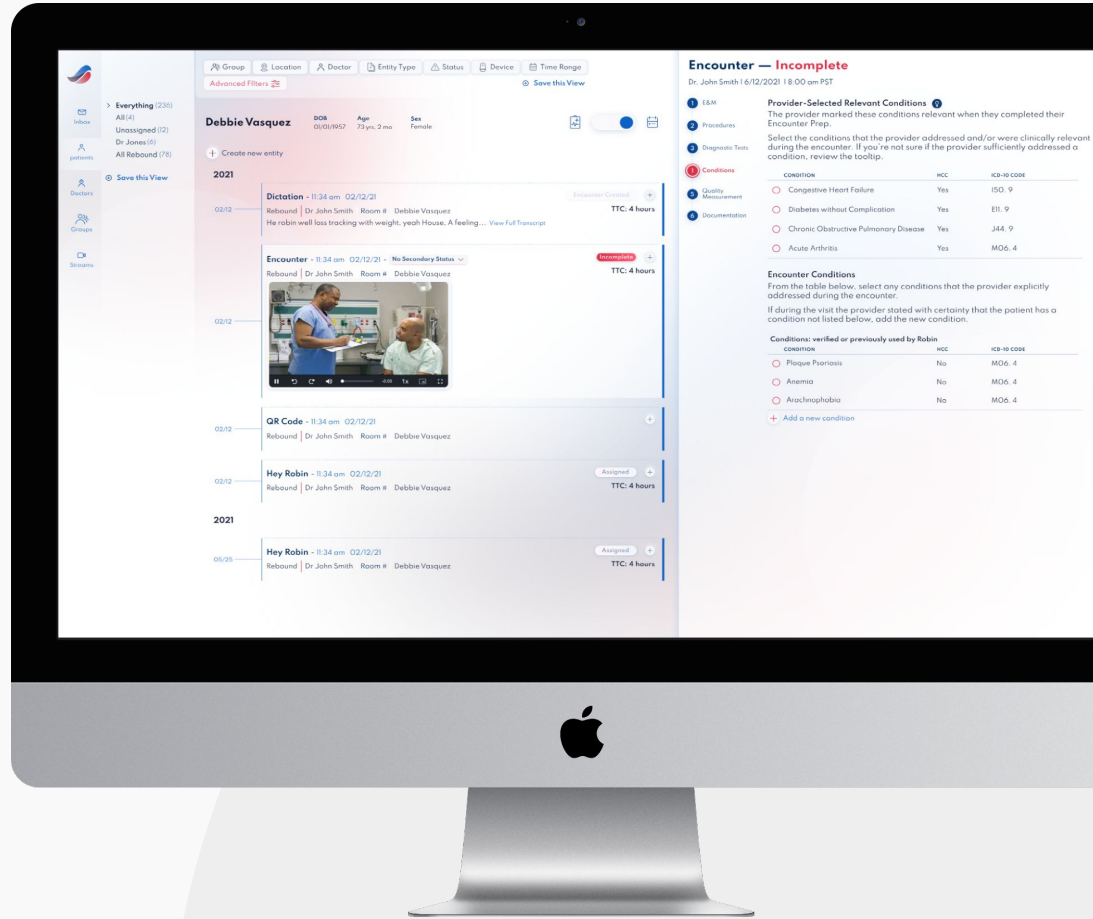 Inbox
patients
Doctors
Groups
Streams
Everything (236)
All (4)
Unassigned (12)
Dr Jones (6)
All Rebound (78)
Save this View
Group
Location
Doctor
Entity Type
Status
Device
Time Range
Advanced Filters
Save this View
Debbie Vasquez
DOB
01/01/1957
Age
73 yrs, 2 mo
Sex
Female
Create new entity
2021
02/12
Dictation - 11:34 am 02/12/21
Encounter Created
Rebound | Dr John Smith Room # Debbie Vasquez
TTC: 4 hours
He robin well loss tracking with weight. yeah House. A feeling... View Full Transcript
02/12
Encounter - 11:34 am 02/12/21 - No Secondary Status
Incomplete
Rebound | Dr John Smith Room # Debbie Vasquez
TTC: 4 hours
-0:00 1x
02/12
QR Code - 11:34 am 02/12/21
Rebound | Dr John Smith Room # Debbie Vasquez
02/12
Hey Robin - 11:34 am 02/12/21
Assigned
Rebound | Dr John Smith Room # Debbie Vasquez
TTC: 4 hours
2021
05/25
Hey Robin - 11:34 am 02/12/21
Assigned
Rebound | Dr John Smith Room # Debbie Vasquez
TTC: 4 hours
Encounter — Incomplete
Dr. John Smith | 6/12/2021 | 8:00 am PST
1 E&M
2 Procedures
3 Diagnostic Tests
1 Conditions
5 Quality
Measurement
6 Documentation
Provider-Selected Relevant Conditions
The provider marked these conditions relevant when they completed their
Encounter Prep.
Select the conditions that the provider addressed and/or were clinically relevant
during the encounter. If you're not sure if the provider sufficiently addressed a
condition, review the tooltip.
CONDITION HCC ICD-10 CODE
Congestive Heart Failure Yes I50. 9
Diabetes without Complication Yes E11. 9
Chronic Obstructive Pulmonary Disease Yes J44. 9
Acute Arthritis Yes M06. 4
Encounter Conditions
From the table below, select any conditions that the provider explicitly
addressed during the encounter.
If during the visit the provider stated with certainty that the patient has a
condition not listed below, add the new condition.
Conditions: verified or previously used by Robin
CONDITION HCC ICD-10 CODE
Plaque Psoriasis No M06. 4
Anemia No M06. 4
Arachnophobia No M06. 4
Add a new condition